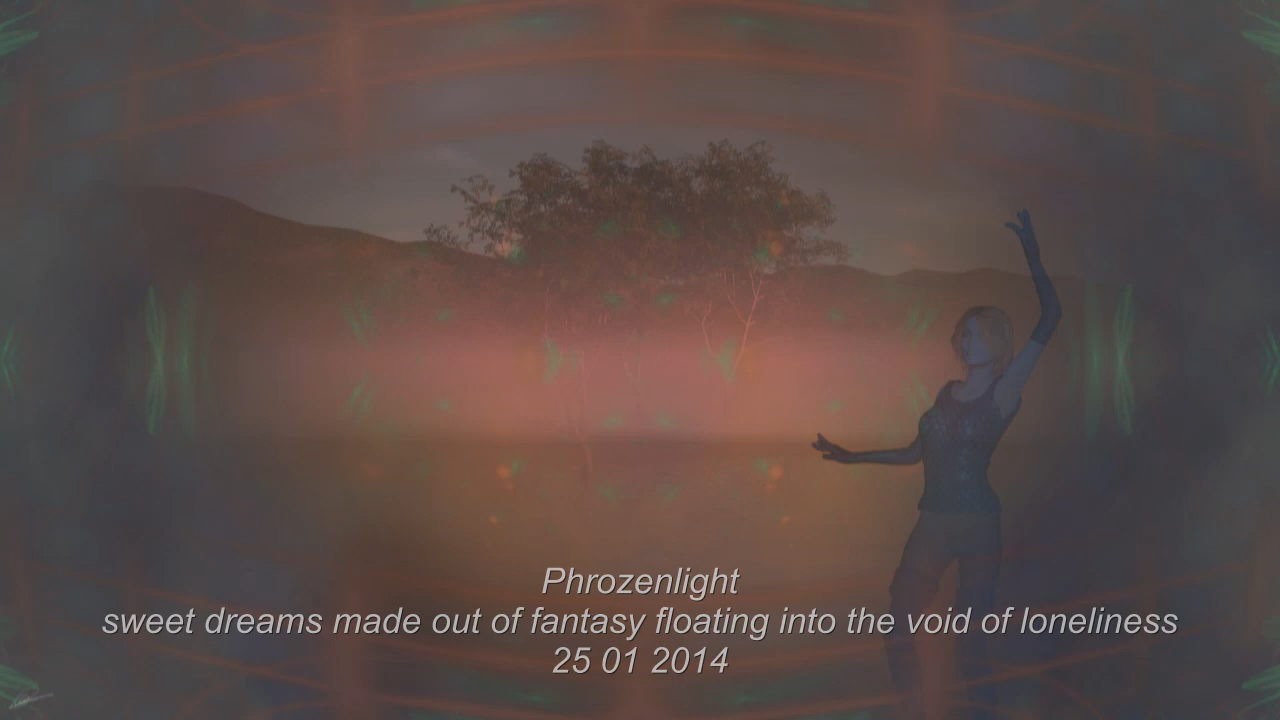 Phrozenlight
sweet dreams made out of fantasy floating into the void of loneliness
25 01 2014